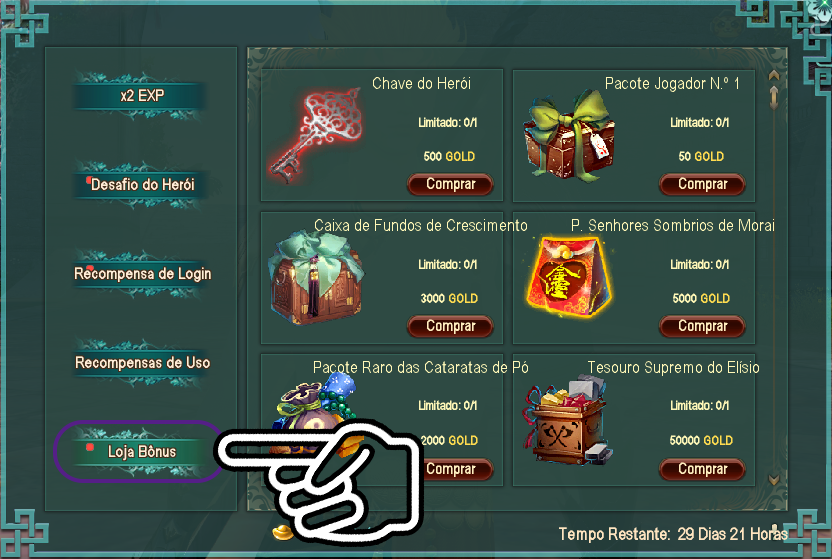 x2 EXP
Desafio do Herói
Recompensa de Login
Recompensas de Uso
Loja Bônus
Chave do Herói
Limitado: 0/1
500 GOLD
Comprar
Pacote Jogador N.º 1
Limitado: 0/1
50 GOLD
Comprar
Caixa de Fundos de Crescimento
Limitado: 0/1
3000 GOLD
Comprar
P. Senhores Sombrios de Morai
Limitado: 0/1
5000 GOLD
Comprar
Pacote Raro das Cataratas de Pó
Limitado: 0/1
2000 GOLD
Comprar
Tesouro Supremo do Elísio
Limitado: 0/1
50000 GOLD
Comprar
Tempo Restante: 29 Dias 21 Horas